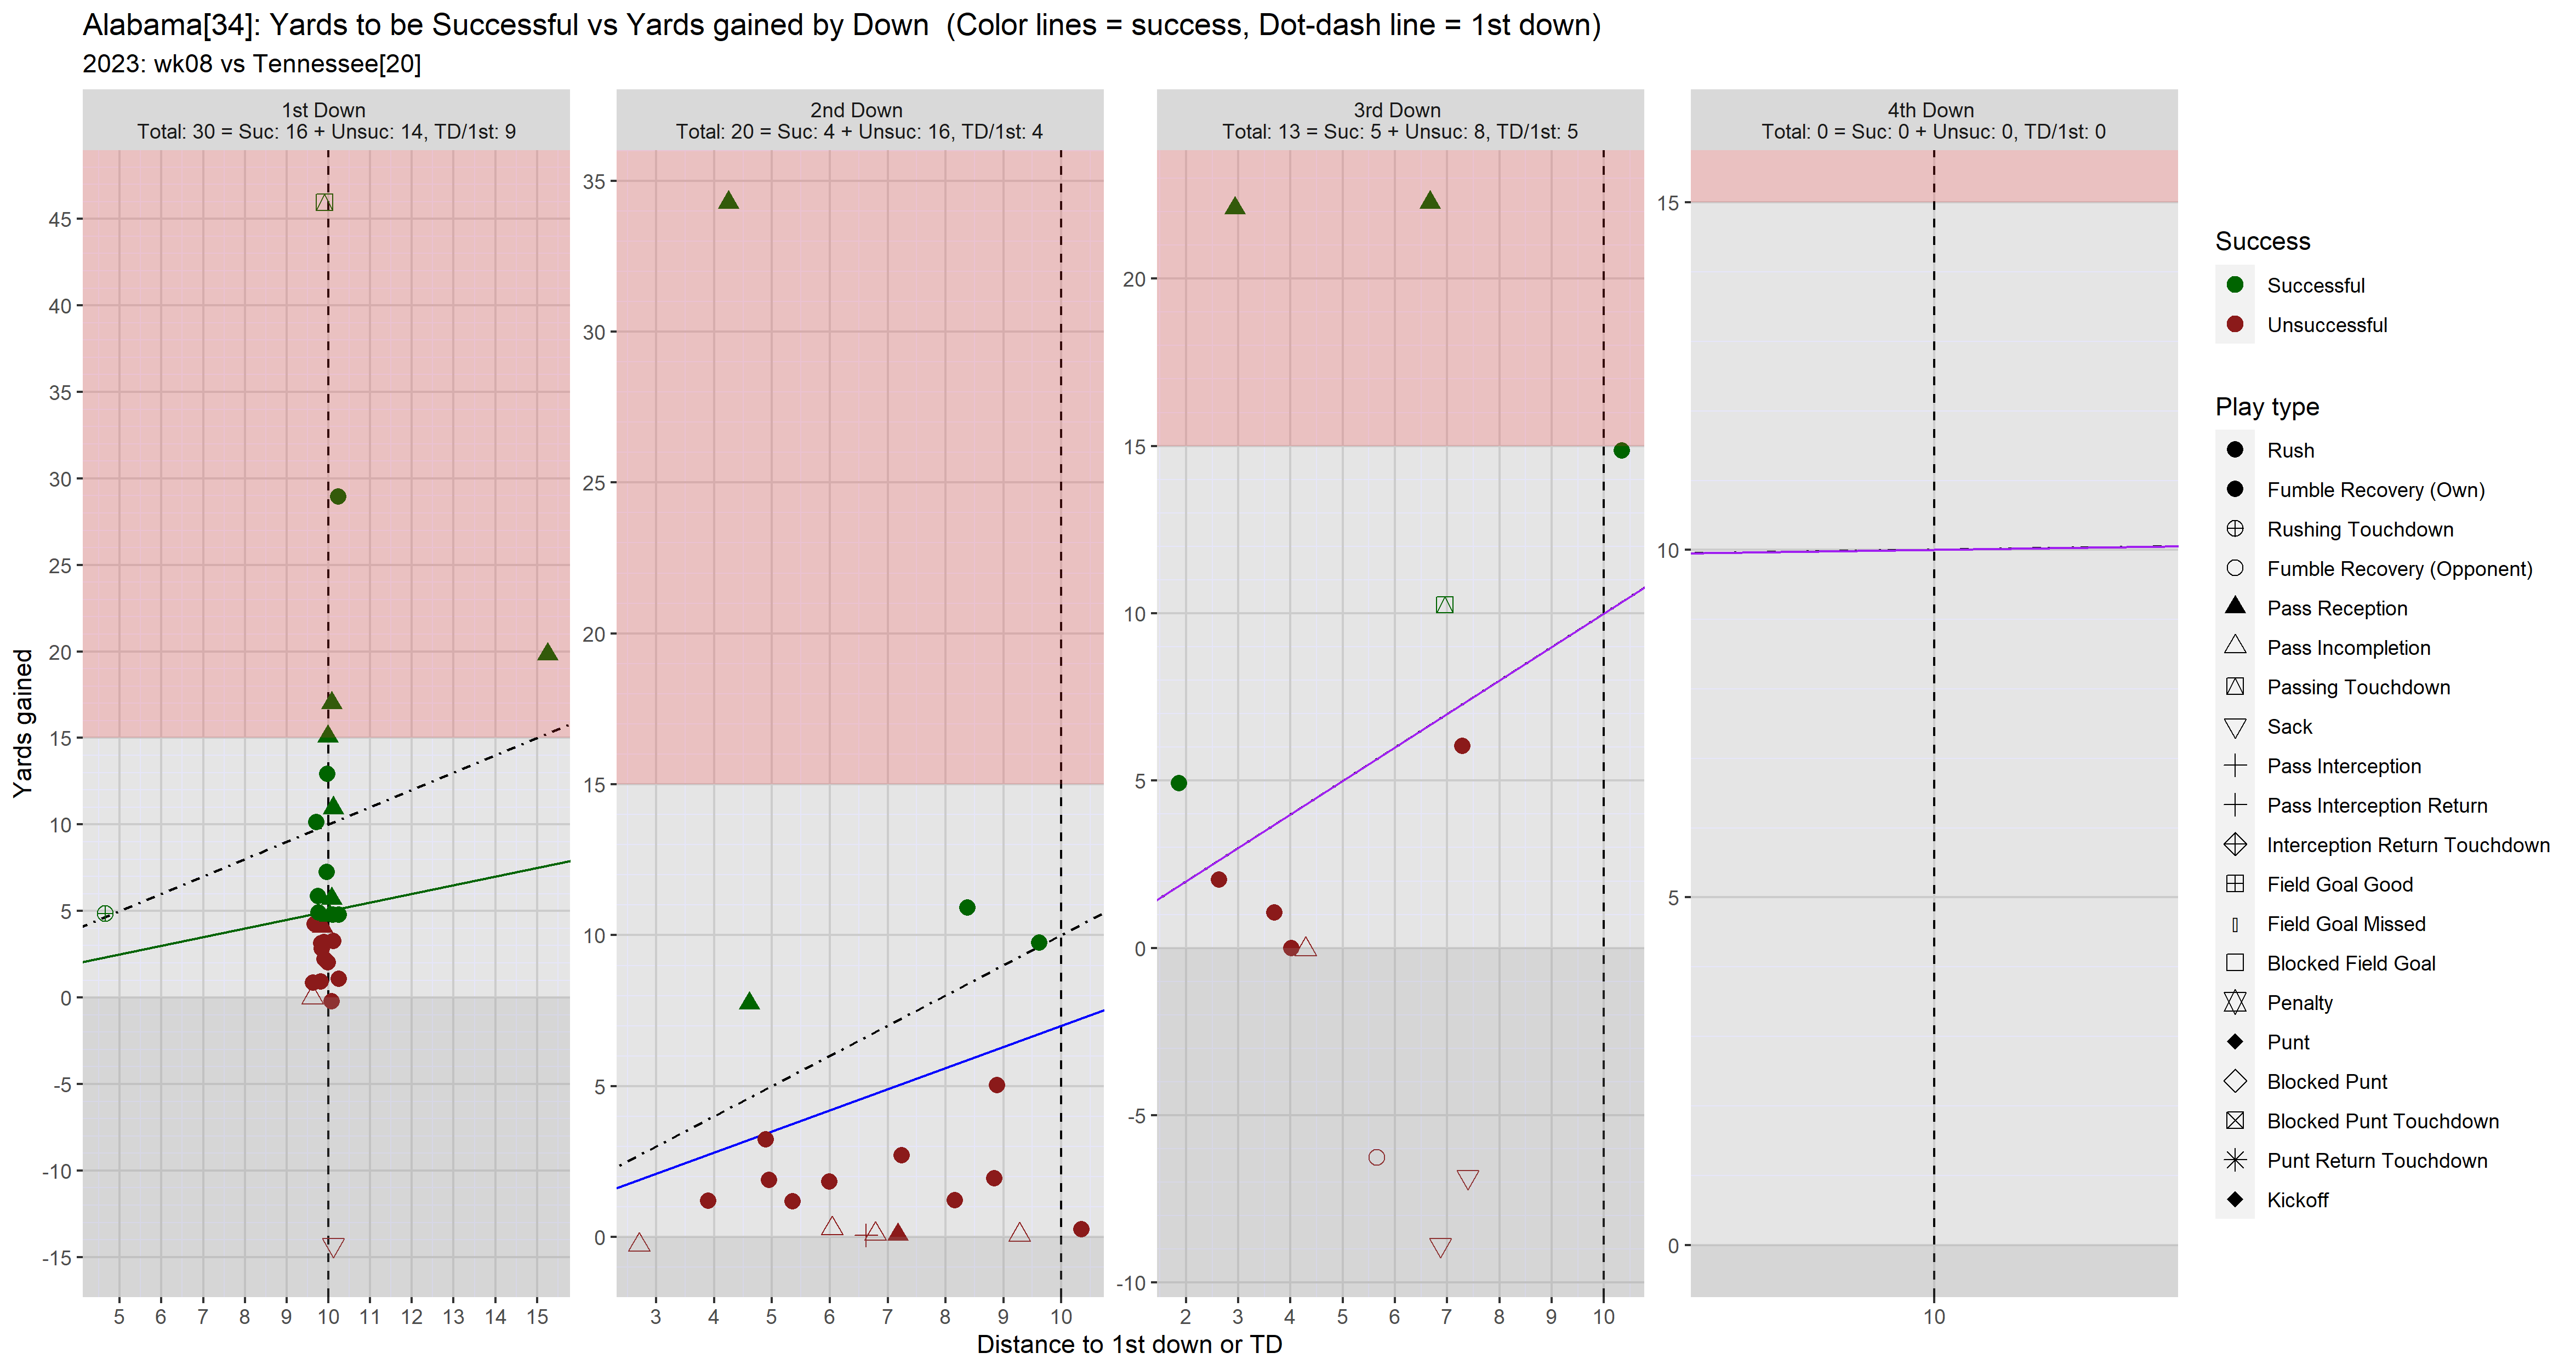 Alabama[34]: Yards to be Successful vs Yards gained by Down  (Color lines = success, Dot-dash line = 1st down)
2023: wk08 vs Tennessee[20]
1st Down
Total: 30 = Suc: 16 + Unsuc: 14, TD/1st: 9
2nd Down
Total: 20 = Suc: 4 + Unsuc: 16, TD/1st: 4
3rd Down
Total: 13 = Suc: 5 + Unsuc: 8, TD/1st: 5
4th Down
Total: 0 = Suc: 0 + Unsuc: 0, TD/1st: 0
Yards gained
45
40
35
30
25
20
15
10
5
0
-5
-10
-15
5 6 7 8 9 10 11 12 13 14 15
35
30
25
20
15
10
5
0
3 4 5 6 7 8 9 10
20
15
10
5
0
-5
-10
2 3 4 5 6 7 8 9 10
15
10
5
0
10
Distance to 1st down or TD
Success
Successful
Unsuccessful
Play type
Rush
Fumble Recovery (Own)
Rushing Touchdown
Fumble Recovery (Opponent)
Pass Reception
Pass Incompletion
Passing Touchdown
Sack
Pass Interception
Pass Interception Return
Interception Return Touchdown
Field Goal Good
Field Goal Missed
Blocked Field Goal
Penalty
Punt
Blocked Punt
Blocked Punt Touchdown
Punt Return Touchdown
Kickoff